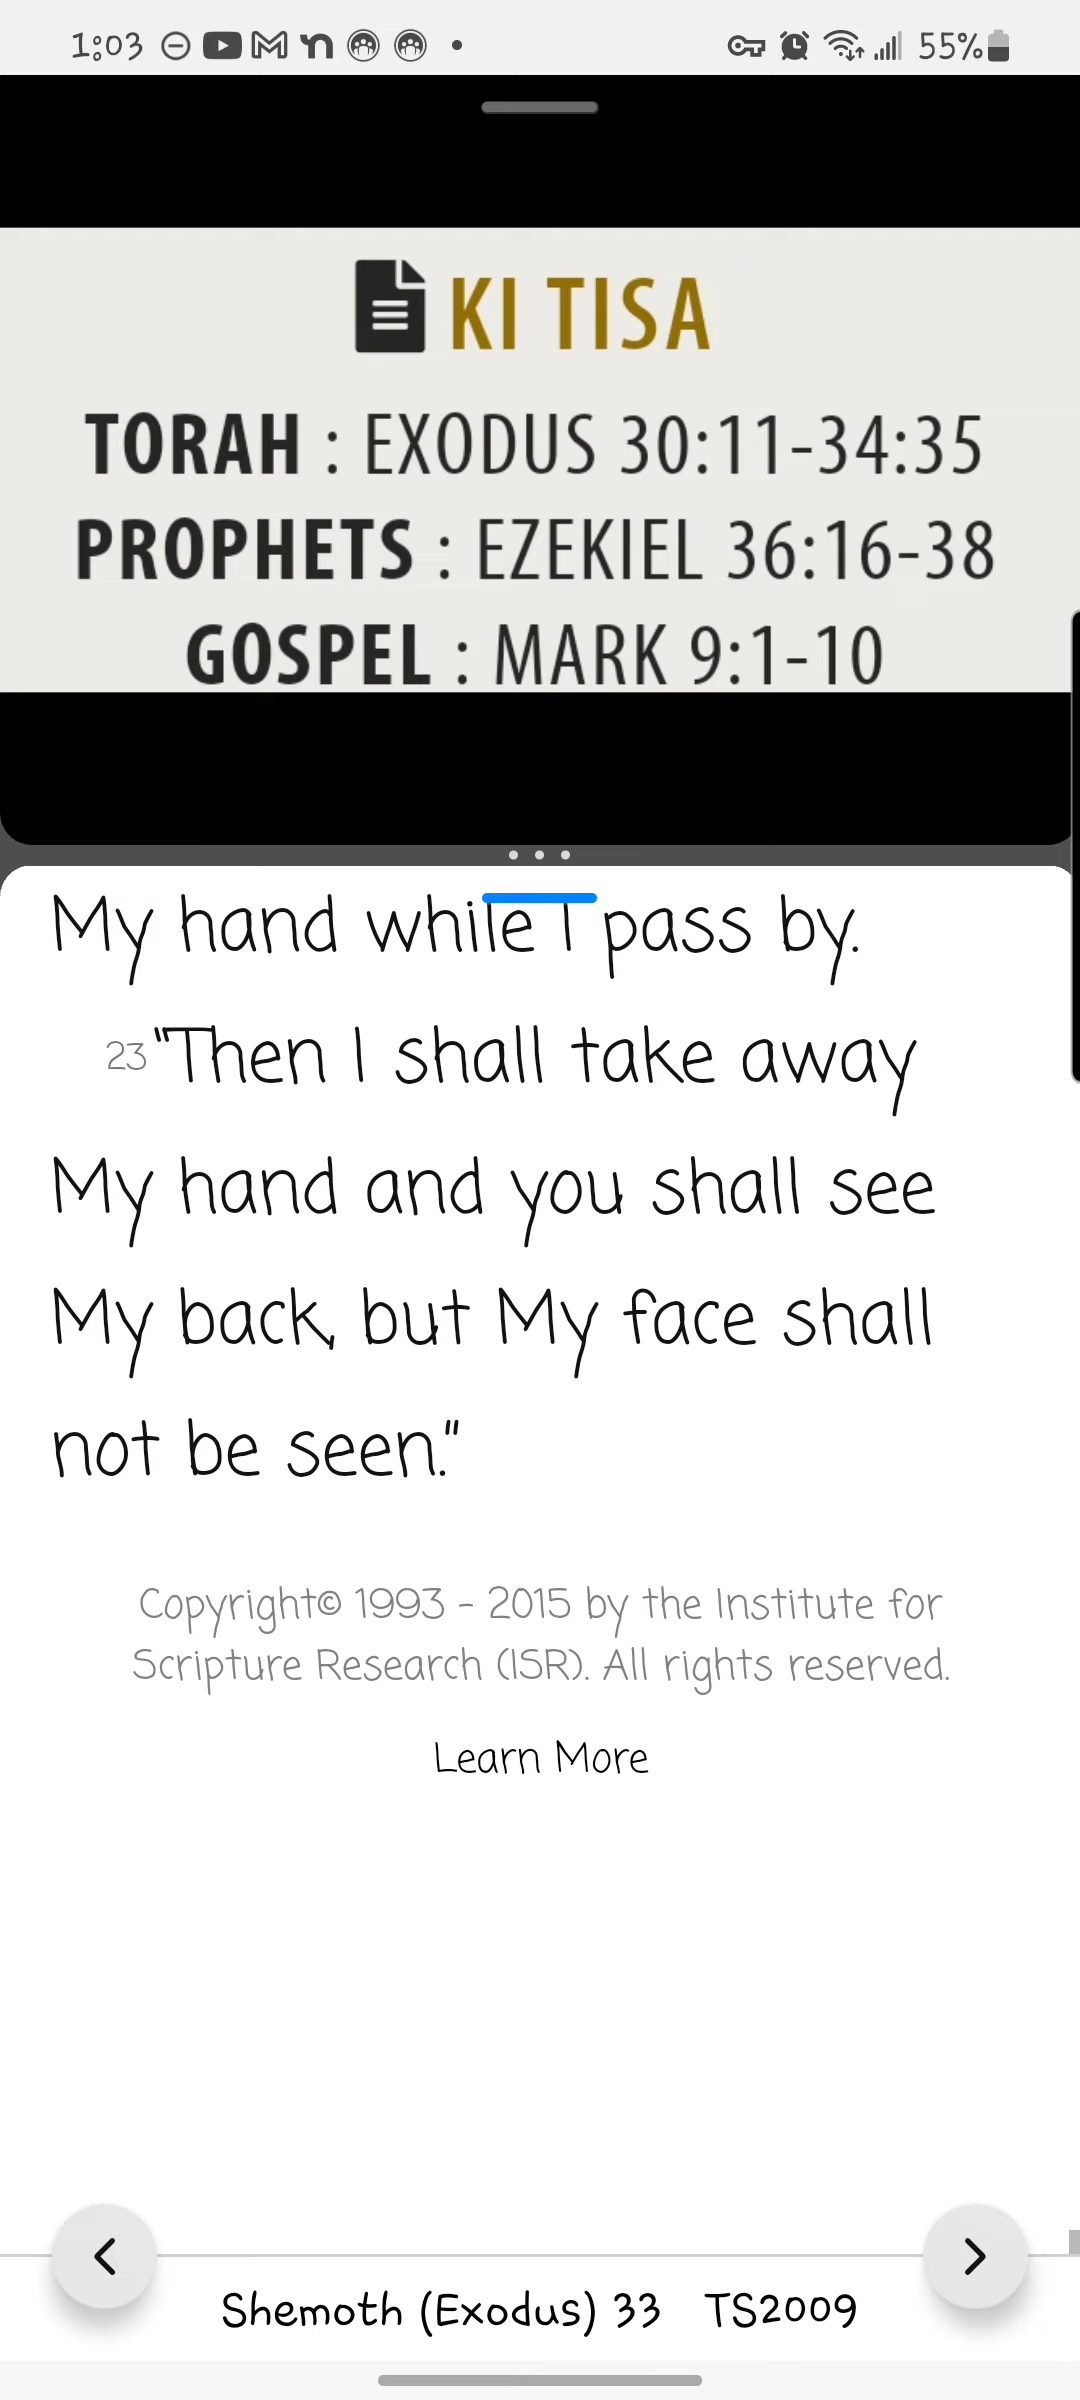 1:03 55%
KI TISA
TORAH : EXODUS 30:11-34:35
PROPHETS : EZEKIEL 36:16-38
GOSPEL : MARK 9:1-10
My hand while I pass by.
23 "Then I shall take away
My hand and you shall see
My back, but My face shall
not be seen."
Copyright© 1993 - 2015 by the Institute for
Scripture Research (ISR). All rights reserved.
Learn More
Shemoth (Exodus) 33 TS2009